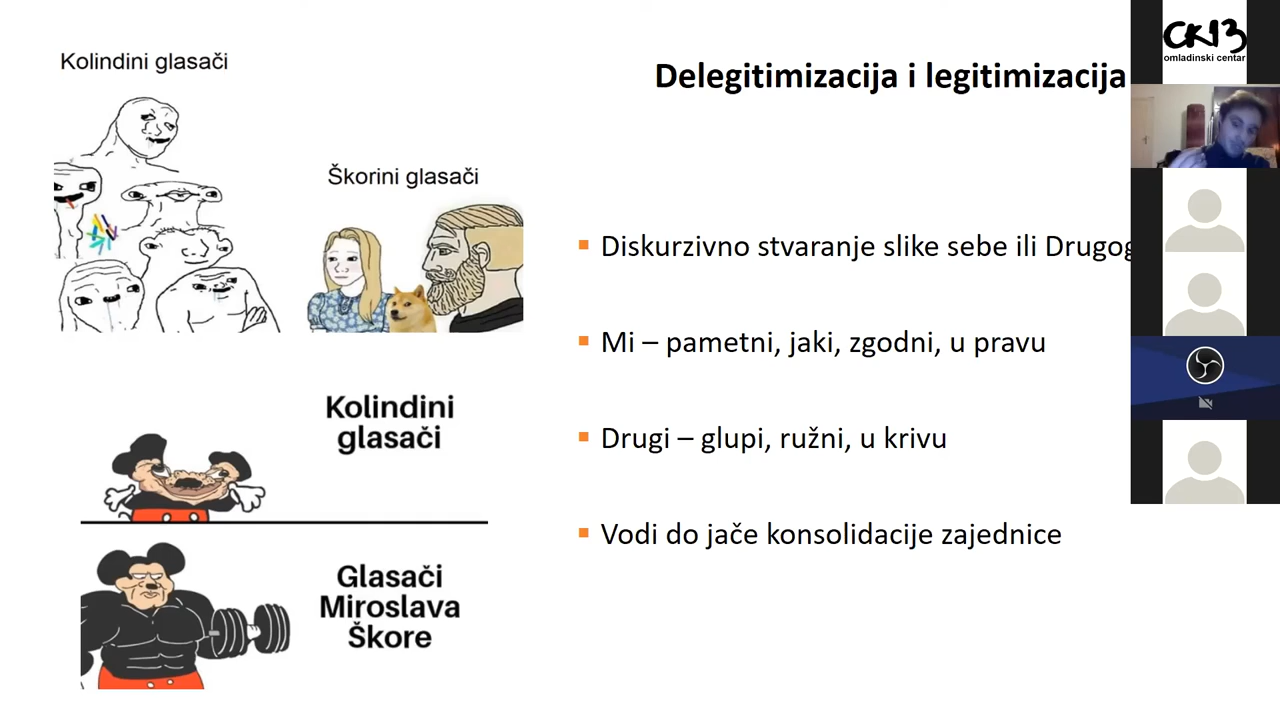 Kolindini glasači
Škorini glasači
Kolindini
glasači
Glasači
Miroslava
Škore
Delegitimizacija i legitimizacija
Diskurzivno stvaranje slike sebe ili Drugog
Mi – pametni, jaki, zgodni, u pravu
Drugi – glupi, ružni, u krivu
Vodi do jače konsolidacije zajednice
CK13
omladinski centar